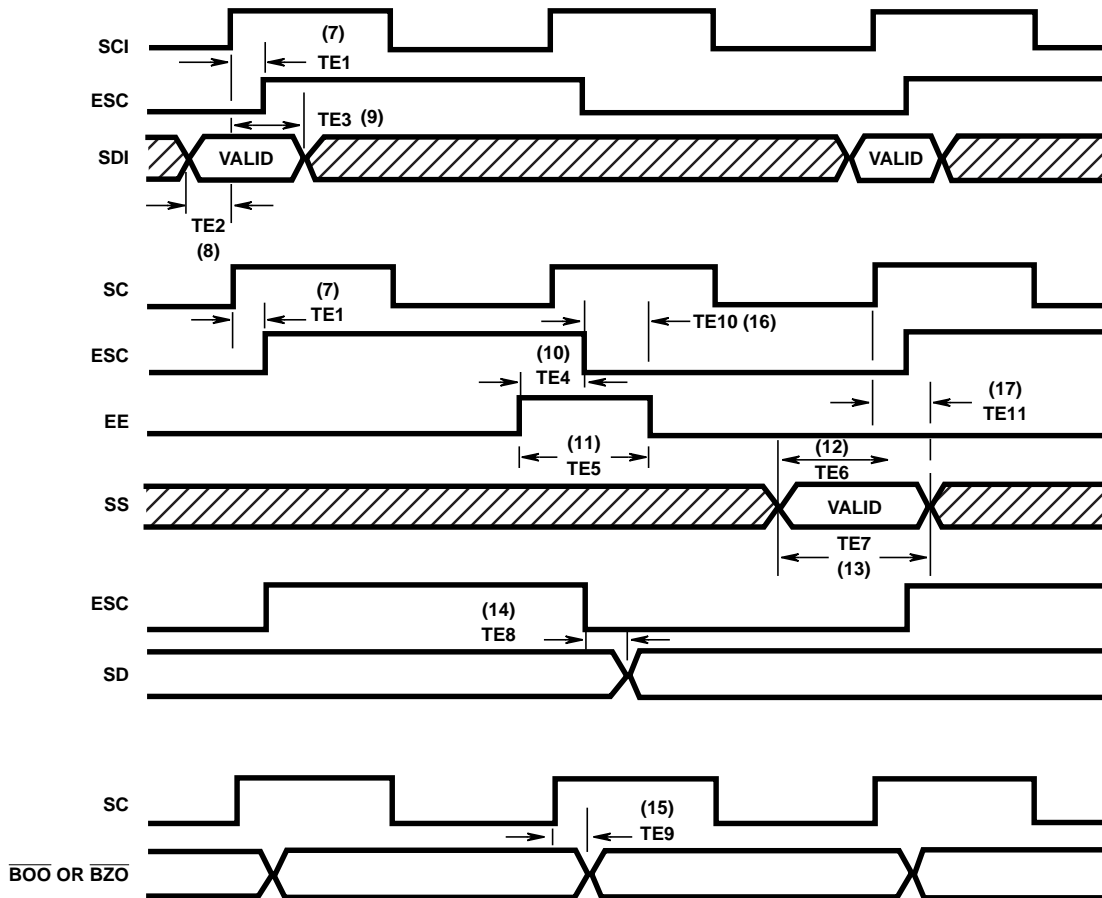 SCI
(7)
TE1
ESC
TE3 (9)
SDI VALID VALID
TE2
(8)
SC
(7)
TE1
TE10 (16)
ESC
(10)
TE4
(17)
TE11
EE
(11)
TE5
(12)
TE6
SS VALID
TE7
(13)
ESC
(14)
TE8
SD
SC
(15)
TE9
BOO OR BZO